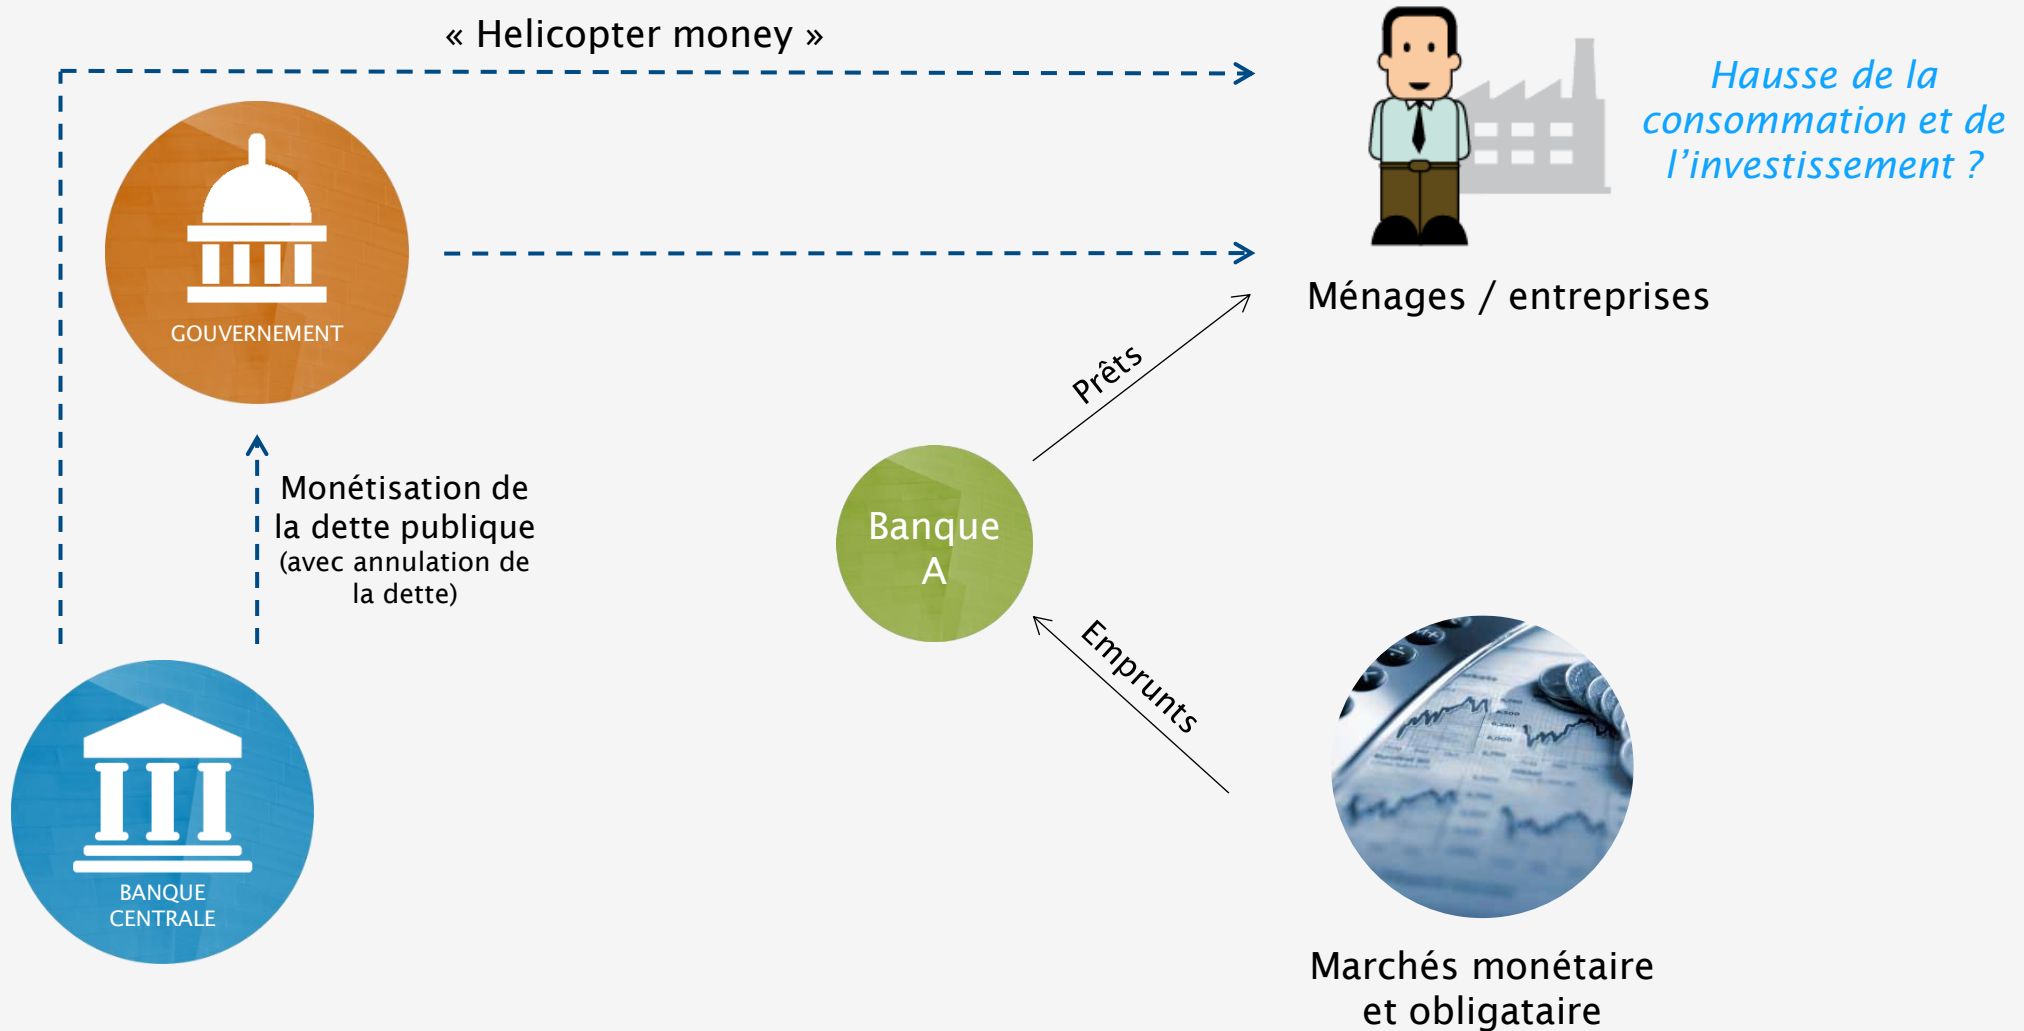 « Helicopter money »
Hausse de la
consommation et de
l’investissement ?
GOUVERNEMENT
Ménages / entreprises
Prêts
Monétisation de
la dette publique
(avec annulation de
la dette)
Banque
A
Emprunts
BANQUE
CENTRALE
Marchés monétaire
et obligataire